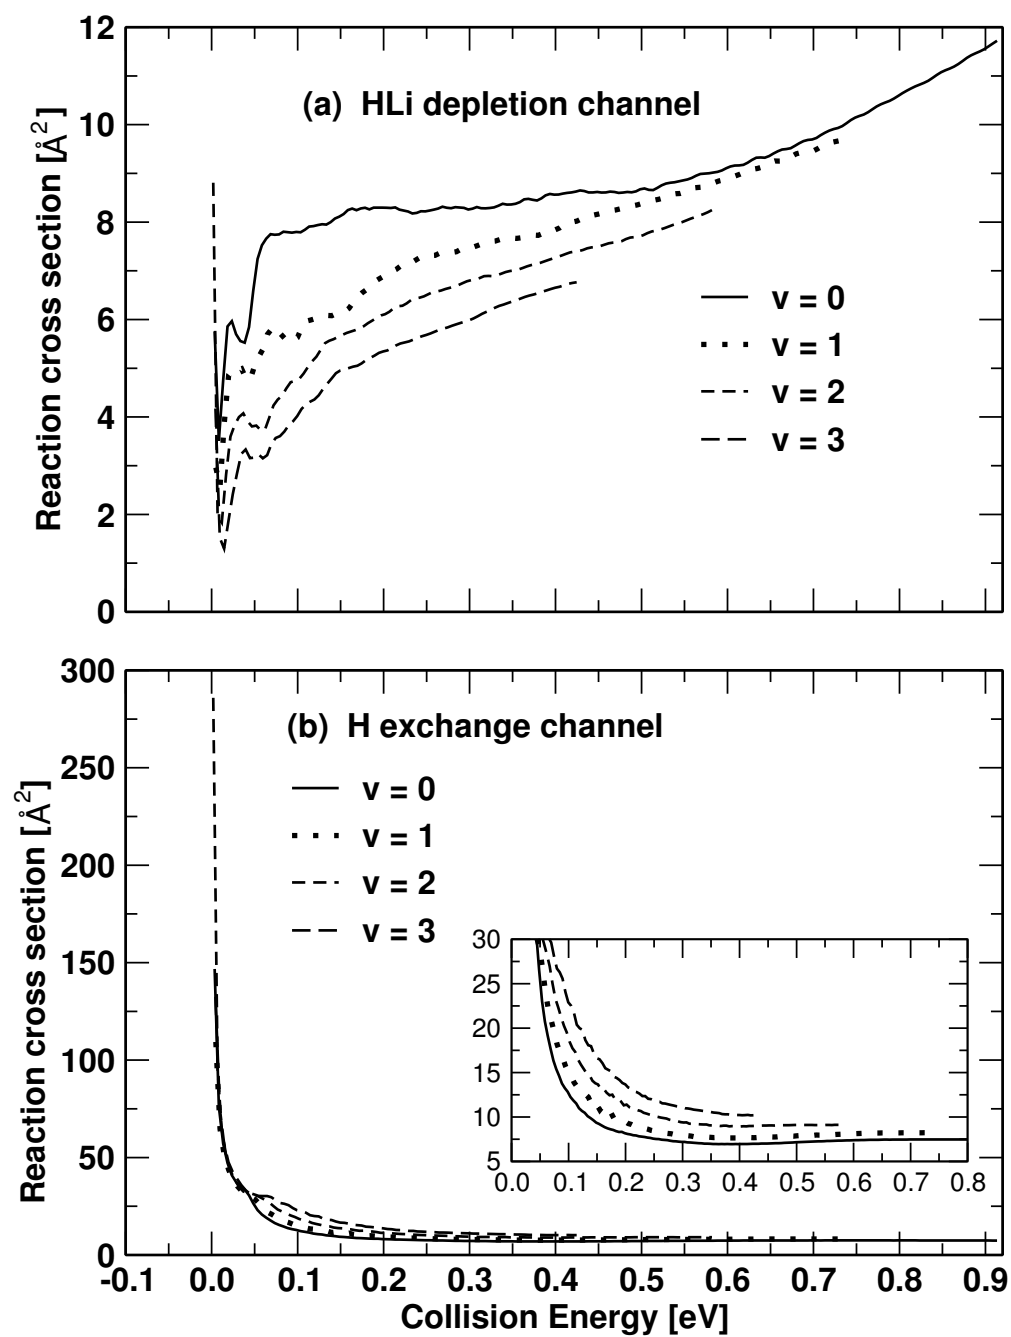 12
10
8
6
4
2
0
Reaction cross section [Å²]
(a) HLi depletion channel
v = 0
v = 1
v = 2
v = 3
300
250
200
150
100
50
0
Reaction cross section [Å²]
(b) H exchange channel
v = 0
v = 1
v = 2
v = 3
30
25
20
15
10
5
0.0 0.1 0.2 0.3 0.4 0.5 0.6 0.7 0.8
-0.1 0.0 0.1 0.2 0.3 0.4 0.5 0.6 0.7 0.8 0.9
Collision Energy [eV]